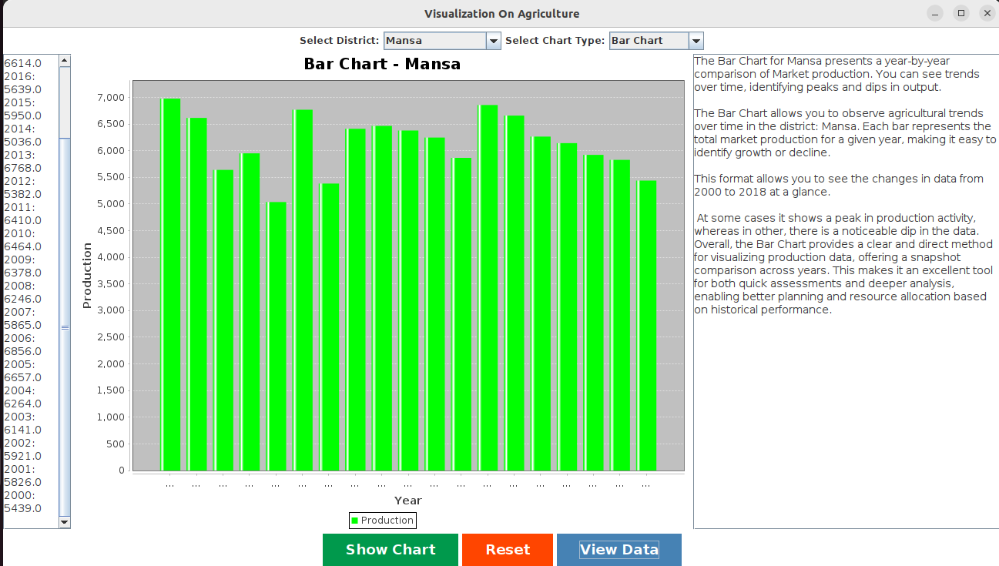 Visualization On Agriculture
Select District: Mansa Select Chart Type: Bar Chart
6614.0
2016:
5639.0
2015:
5950.0
2014:
5036.0
2013:
6768.0
2012:
5382.0
2011:
6410.0
2010:
6464.0
2009:
6378.0
2008:
6246.0
2007:
5865.0
2006:
6856.0
2005:
6657.0
2004:
6264.0
2003:
6141.0
2002:
5921.0
2001:
5826.0
2000:
5439.0
Bar Chart - Mansa
Production
7,000
6,500
6,000
5,500
5,000
4,500
4,000
3,500
3,000
2,500
2,000
1,500
1,000
500
0
... ... ... ... ... ... ... ... ... ... ... ... ... ... ... ... ... ... ...
Year
Production
The Bar Chart for Mansa presents a year-by-year
comparison of Market production. You can see trends
over time, identifying peaks and dips in output.
The Bar Chart allows you to observe agricultural trends
over time in the district: Mansa. Each bar represents the
total market production for a given year, making it easy to
identify growth or decline.
This format allows you to see the changes in data from
2000 to 2018 at a glance.
At some cases it shows a peak in production activity,
whereas in other, there is a noticeable dip in the data.
Overall, the Bar Chart provides a clear and direct method
for visualizing production data, offering a snapshot
comparison across years. This makes it an excellent tool
for both quick assessments and deeper analysis,
enabling better planning and resource allocation based
on historical performance.
Show Chart Reset View Data